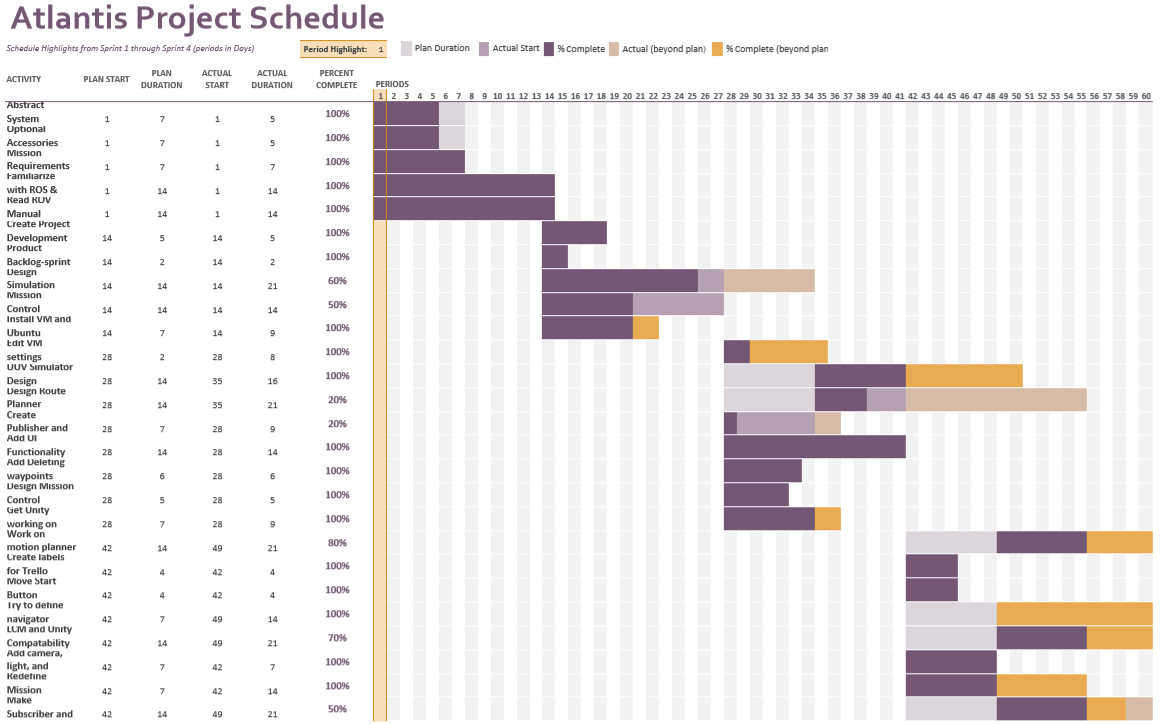 Atlantis Project Schedule
Schedule Highlights from Sprint 1 through Sprint 4 (periods in Days)
Period Highlight: 1
Plan Duration
Actual Start
% Complete
Actual (beyond plan)
% Complete (beyond plan
ACTIVITY PLAN START PLAN DURATION ACTUAL START ACTUAL DURATION PERCENT COMPLETE PERIODS
1 2 3 4 5 6 7 8 9 10 11 12 13 14 15 16 17 18 19 20 21 22 23 24 25 26 27 28 29 30 31 32 33 34 35 36 37 38 39 40 41 42 43 44 45 46 47 48 49 50 51 52 53 54 55 56 57 58 59 60
Abstract
System 1 7 1 5 100%
Optional
Accessories 1 7 1 5 100%
Mission
Requirements 1 7 1 7 100%
Familiarize
with ROS & 1 14 1 14 100%
Read ROV
Manual 1 14 1 14 100%
Create Project
Development 14 5 14 5 100%
Product
Backlog-sprint 14 2 14 2 100%
Design
Simulation 14 14 14 21 60%
Mission
Control 14 14 14 14 50%
Install VM and
Ubuntu 14 7 14 9 100%
Edit VM
settings 28 2 28 8 100%
UUV Simulator
Design 28 14 35 16 100%
Design Route
Planner 28 14 35 21 20%
Create
Publisher and 28 7 28 9 20%
Add UI
Functionality 28 14 28 14 100%
Add Deleting
waypoints 28 6 28 6 100%
Design Mission
Control 28 5 28 5 100%
Get Unity
working on 28 7 28 9 100%
Work on
motion planner 42 14 49 21 80%
Create labels
for Trello 42 4 42 4 100%
Move Start
Button 42 4 42 4 100%
Try to define
navigator 42 7 49 14 100%
LCM and Unity
Compatability 42 14 49 21 70%
Add camera,
light, and 42 7 42 7 100%
Redefine
Mission 42 7 42 14 100%
Make
Subscriber and 42 14 49 21 50%